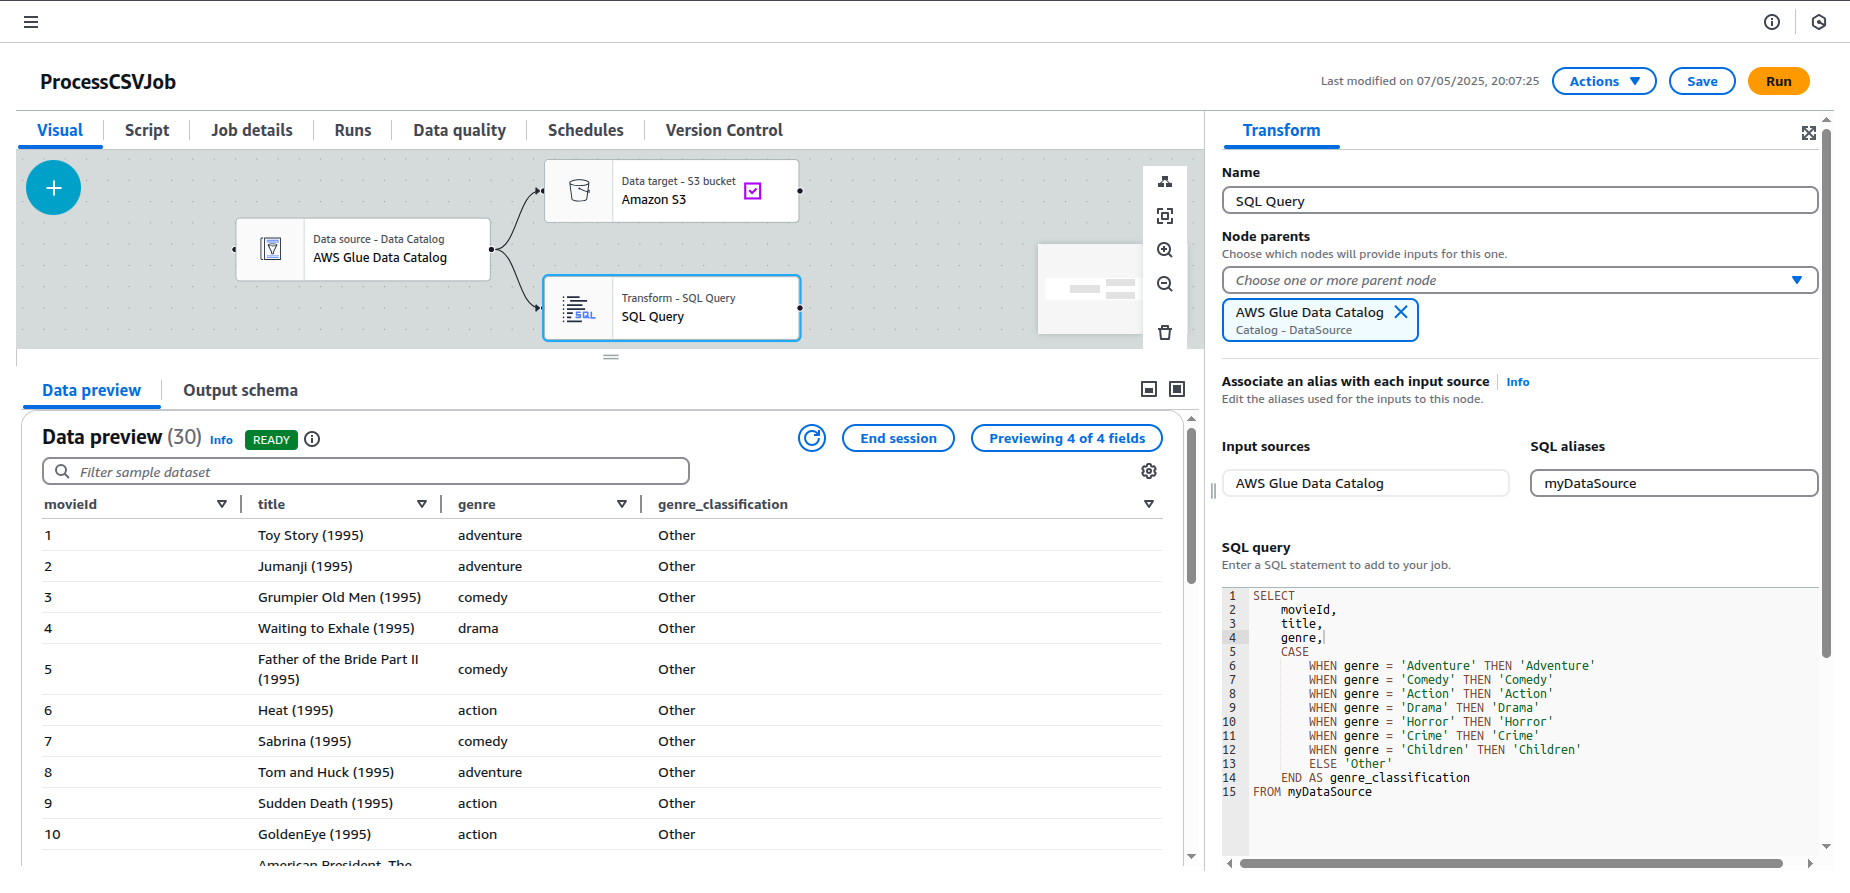 ProcessCSVJob
Last modified on 07/05/2025, 20:07:25
Actions
Save
Run
Visual
Script
Job details
Runs
Data quality
Schedules
Version Control
Data source - Data Catalog
AWS Glue Data Catalog
Data target - S3 bucket
Amazon S3
SQL
Transform - SQL Query
SQL Query
Data preview
Output schema
Data preview (30)
Info
READY
End session
Previewing 4 of 4 fields
Filter sample dataset
movieId title genre genre_classification
1 Toy Story (1995) adventure Other
2 Jumanji (1995) adventure Other
3 Grumpier Old Men (1995) comedy Other
4 Waiting to Exhale (1995) drama Other
5 Father of the Bride Part II (1995) comedy Other
6 Heat (1995) action Other
7 Sabrina (1995) comedy Other
8 Tom and Huck (1995) adventure Other
9 Sudden Death (1995) action Other
10 GoldenEye (1995) action Other
American President, The
Transform
Name
SQL Query
Node parents
Choose which nodes will provide inputs for this one.
Choose one or more parent node
AWS Glue Data Catalog
Catalog - DataSource
Associate an alias with each input source
Info
Edit the aliases used for the inputs to this node.
Input sources
SQL aliases
AWS Glue Data Catalog
myDataSource
SQL query
Enter a SQL statement to add to your job.
1 SELECT
2 movieId,
3 title,
4 genre,
5 CASE
6 WHEN genre = 'Adventure' THEN 'Adventure'
7 WHEN genre = 'Comedy' THEN 'Comedy'
8 WHEN genre = 'Action' THEN 'Action'
9 WHEN genre = 'Drama' THEN 'Drama'
10 WHEN genre = 'Horror' THEN 'Horror'
11 WHEN genre = 'Crime' THEN 'Crime'
12 WHEN genre = 'Children' THEN 'Children'
13 ELSE 'Other'
14 END AS genre_classification
15 FROM myDataSource